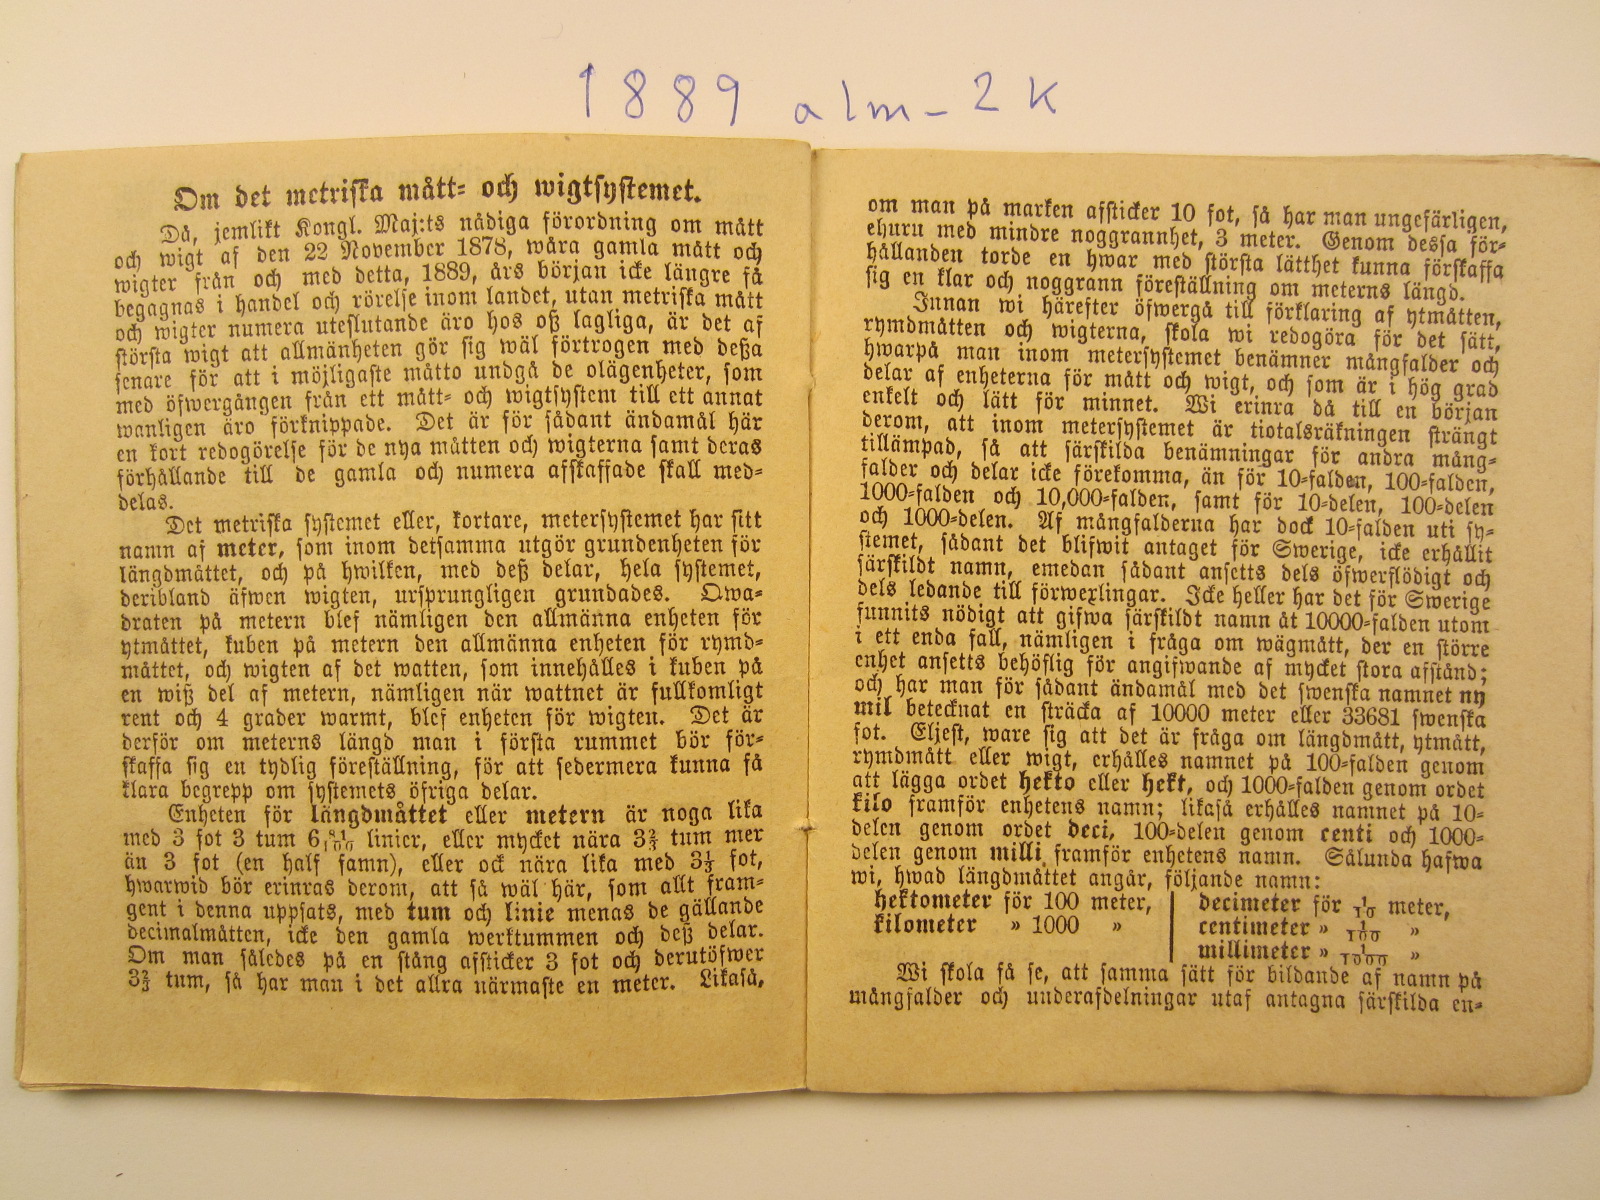 1889 alm-2K
Om det metriska mått- och wigtsystemet.
Då, jemlikt Kongl. Maj:ts nådiga förordning om mått
och wigt af den 22 November 1878, wåra gamla mått och
wigter från och med detta, 1889, års början icke längre få
begagnas i handel och rörelse inom landet, utan metriska mått
och wigter numera uteslutande äro hos oß lagliga, är det af
största wigt att allmänheten gör sig wäl förtrogen med deßa
senare för att i möjligaste måtto undgå de olägenheter, som
med öfwergången från ett mått- och wigtsystem till ett annat
wanligen äro förknippade. Det är för sådant ändamål här
en kort redogörelse för de nya måtten och wigterna samt deras
förhållande till de gamla och numera afskaffade skall med-
delas.
Det metriska systemet eller, kortare, metersystemet har sitt
namn af meter, som inom detsamma utgör grundenheten för
längdmåttet, och på hwilken, med deß delar, hela systemet,
deribland äfwen wigten, ursprungligen grundades. Qwa-
draten på metern blef nämligen den allmänna enheten för
ytmåttet, kuben på metern den allmänna enheten för rymd-
måttet, och wigten af det watten, som innehålles i kuben på
en wiß del af metern, nämligen när wattnet är fullkomligt
rent och 4 grader warmt, blef enheten för wigten. Det är
derför om meterns längd man i första rummet bör för-
skaffa sig en tydlig föreställning, för att sedermera kunna få
klara begrepp om systemets öfriga delar.
Enheten för längdmåttet eller metern är noga lika
med 3 fot 3 tum 6 81/100 linier, eller mycket nära 3 2/3 tum mer
än 3 fot (en half famn), eller ock nära lika med 3 1/3 fot,
hwarwid bör erinras derom, att så wäl här, som allt fram-
gent i denna uppsats, med tum och linie menas de gällande
decimalmåtten, icke den gamla werktummen och deß delar.
Om man således på en stång afsticker 3 fot och derutöfwer
3 2/3 tum, så har man i det allra närmaste en meter. Likaså,
om man på marken afsticker 10 fot, så har man ungefärligen,
ehuru med mindre noggrannhet, 3 meter. Genom dessa för-
hållanden torde en hwar med största lätthet kunna förskaffa
sig en klar och noggrann föreställning om meterns längd.
Innan wi härefter öfwergå till förklaring af ytmåtten,
rymdmåtten och wigterna, skola wi redogöra för det sätt,
hwarpå man inom metersystemet benämner mångfalder och
delar af enheterna för mått och wigt, och som är i hög grad
enkelt och lätt för minnet. Wi erinra då till en början
derom, att inom metersystemet är tiotalsräkningen strängt
tillämpad, så att särskilda benämningar för andra mång-
falder och delar icke förekomma, än för 10-falden, 100-falden,
1000-falden och 10,000-falden, samt för 10-delen, 100-delen
och 1000-delen. Af mångfalderna har dock 10-falden uti sy-
stemet, sådant det blifwit antaget för Swerige, icke erhållit
särskildt namn, emedan sådant ansetts dels öfwerflödigt och
dels ledande till förwexlingar. Icke heller har det för Swerige
funnits nödigt att gifwa särskildt namn åt 10000-falden utom
i ett enda fall, nämligen i fråga om wägmått, der en större
enhet ansetts behöflig för angifwande af mycket stora afstånd;
och har man för sådant ändamål med det swenska namnet ny
mil betecknat en sträcka af 10000 meter eller 33681 swenska
fot. Eljest, ware sig att det är fråga om längdmått, ytmått,
rymdmått eller wigt, erhålles namnet på 100-falden genom
att lägga ordet hekto eller hekt, och 1000-falden genom ordet
kilo framför enhetens namn; likaså erhålles namnet på 10-
delen genom ordet deci, 100-delen genom centi och 1000-
delen genom milli framför enhetens namn. Sålunda hafwa
wi, hwad längdmåttet angår, följande namn:
hektometer för 100 meter,
kilometer » 1000 »
decimeter för 1/10 meter,
centimeter » 1/100 »
millimeter » 1/1000 »
Wi skola få se, att samma sätt för bildande af namn på
mångfalder och underafdelningar utaf antagna särskilda en-